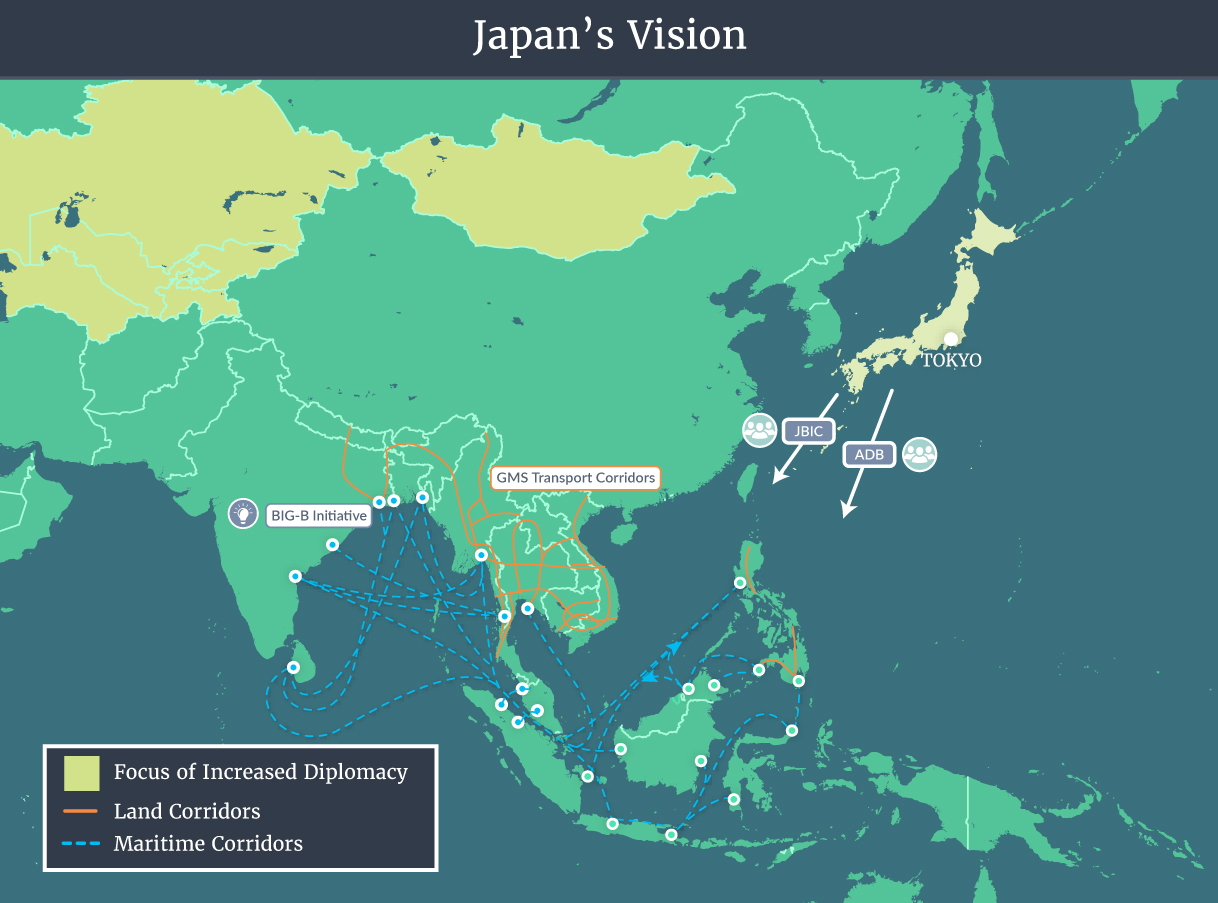 Japan's Vision
TOKYO
JBIC
ADB
GMS Transport Corridors
BIG-B Initiative
Focus of Increased Diplomacy
Land Corridors
Maritime Corridors